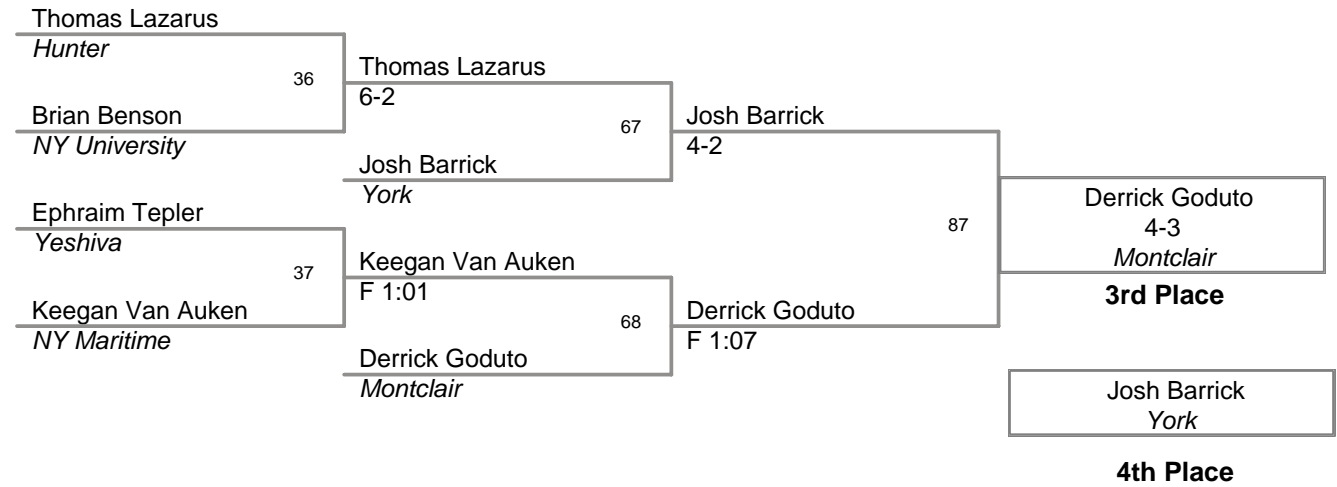 Thomas Lazarus
Hunter
36
Brian Benson
NY University
Ephraim Tepler
Yeshiva
37
Keegan Van Auken
NY Maritime
Thomas Lazarus
6-2
67
Josh Barrick
York
Keegan Van Auken
F 1:01
68
Derrick Goduto
Montclair
Josh Barrick
4-2
87
Derrick Goduto
F 1:07
Derrick Goduto
4-3
Montclair
3rd Place
Josh Barrick
York
4th Place